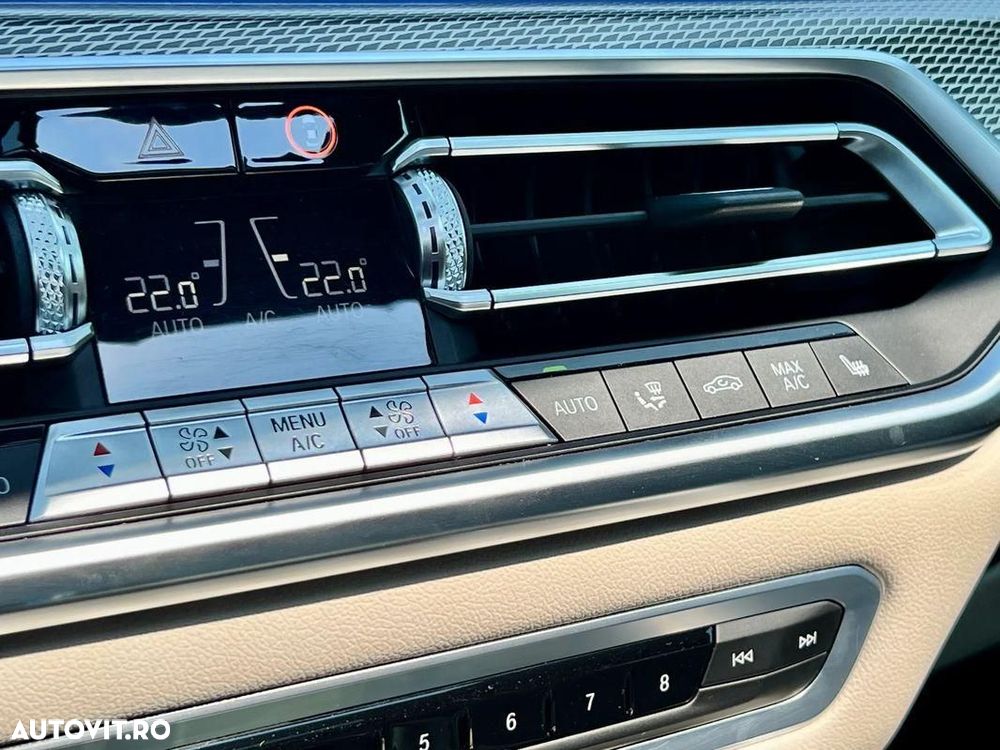 22.0° 22.0°
AUTO A/C AUTO
OFF
MENU
A/C
OFF
AUTO
MAX
A/C
5 6 7 8
AUTOVIT.RO